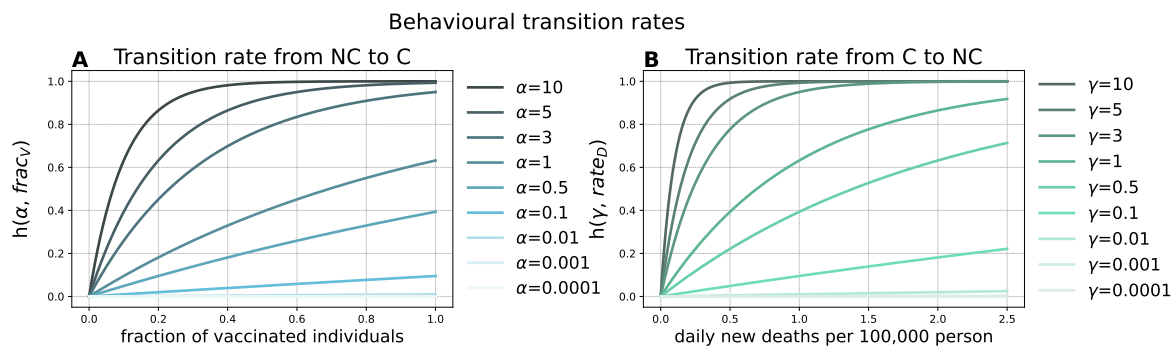 Behavioural transition rates
A
Transition rate from NC to C
h(α, frac_V)
1.0
0.8
0.6
0.4
0.2
0.0
0.0 0.2 0.4 0.6 0.8 1.0
fraction of vaccinated individuals
α=10
α=5
α=3
α=1
α=0.5
α=0.1
α=0.01
α=0.001
α=0.0001
B
Transition rate from C to NC
h(γ, rate_D)
1.0
0.8
0.6
0.4
0.2
0.0
0.0 0.5 1.0 1.5 2.0 2.5
daily new deaths per 100,000 person
γ=10
γ=5
γ=3
γ=1
γ=0.5
γ=0.1
γ=0.01
γ=0.001
γ=0.0001